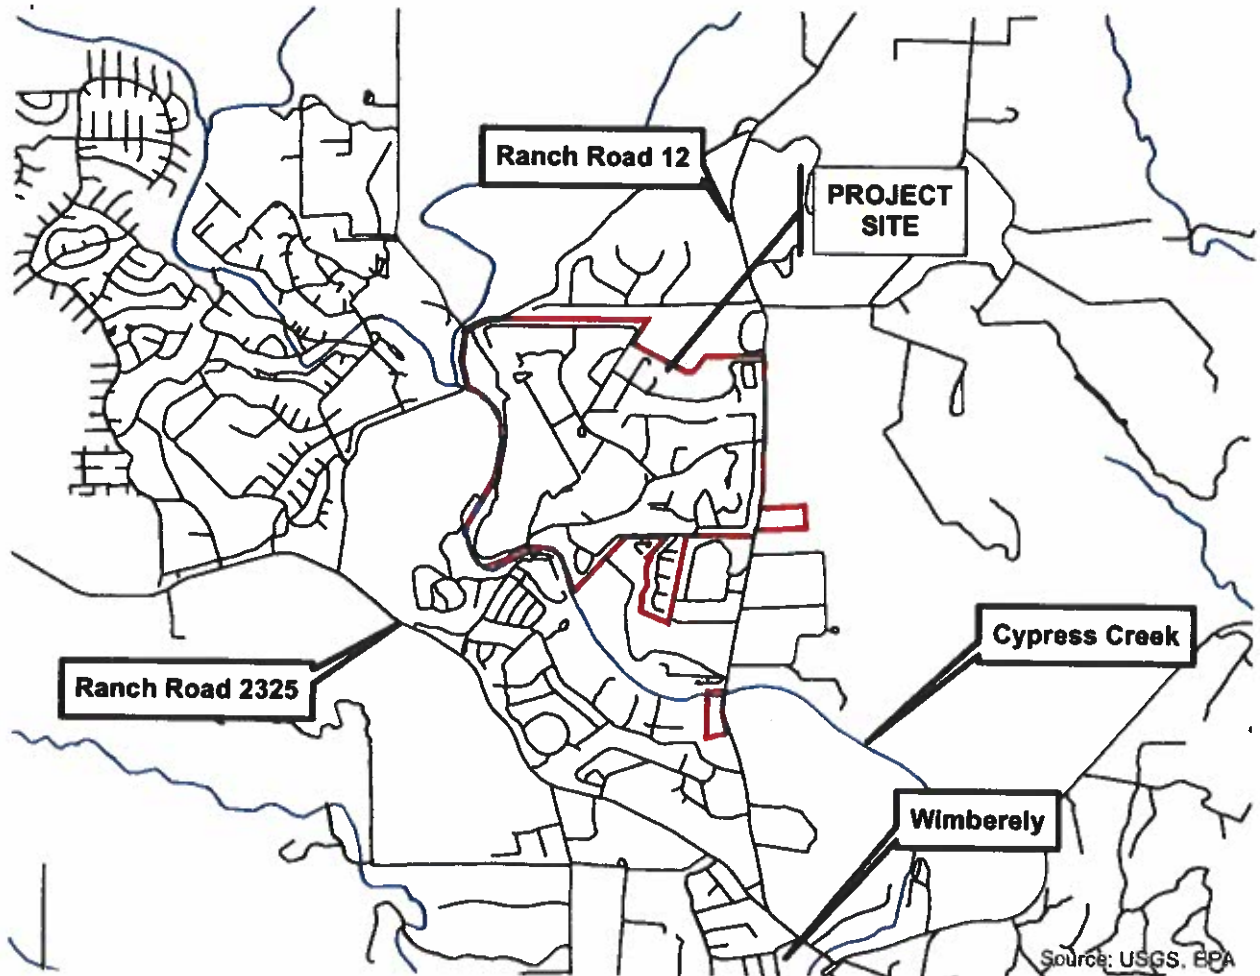 Ranch Road 12
PROJECT
SITE
Cypress Creek
Ranch Road 2325
Wimberely
Source: USGS, EPA